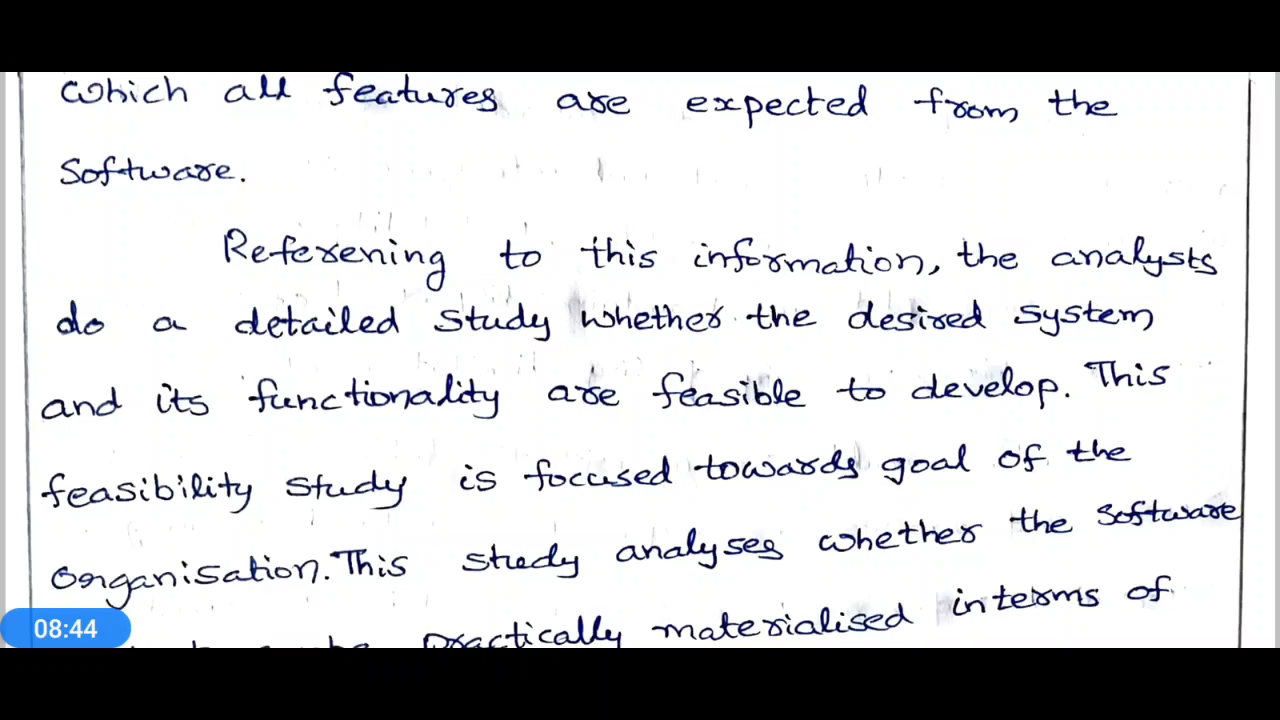 which all features are expected from the
Software.
Referening to this information, the analysts
do a detailed study whether the desired system
and its functionality are feasible to develop. This
feasibility study is focused towards goal of the
organisation. This study analyses whether the software
practically materialised interms of
08:44